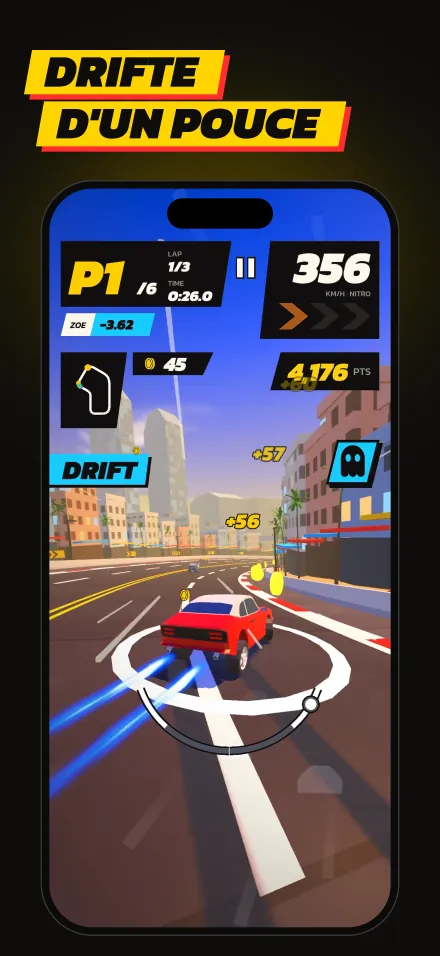 DRIFTE
D'UN POUCE
P1 /6
LAP
1/3
TIME
0:26.0
356
KM/H · NITRO
ZOE -3.62
45
4,176 PTS
+60
+57
DRIFT
+56